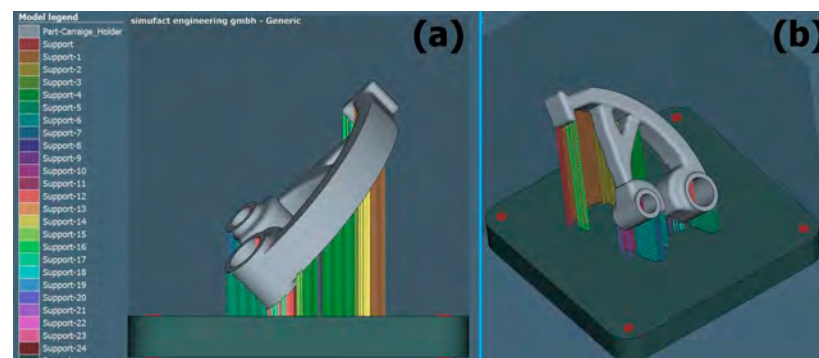 Model legend
Part-Carraige_Holder
Support
Support-1
Support-2
Support-3
Support-4
Support-5
Support-6
Support-7
Support-8
Support-9
Support-10
Support-11
Support-12
Support-13
Support-14
Support-15
Support-16
Support-17
Support-18
Support-19
Support-20
Support-21
Support-22
Support-23
Support-24
simufact engineering gmbh - Generic
(a)
(b)